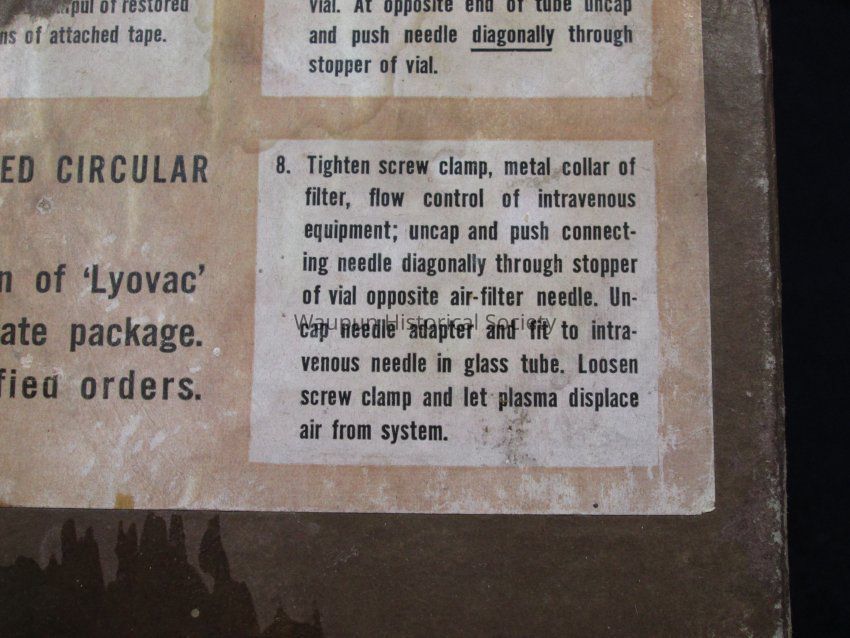 of restored
ns of attached tape.
vial. At opposite end of tube uncap
and push needle diagonally through
stopper of vial.
ED CIRCULAR
n of ‘Lyovac’
ate package.
fied orders.
8. Tighten screw clamp, metal collar of
filter, flow control of intravenous
equipment; uncap and push connect-
ing needle diagonally through stopper
of vial opposite air-filter needle. Un-
cap needle adapter and fit to intra-
venous needle in glass tube. Loosen
screw clamp and let plasma displace
air from system.
Waupun Historical Society